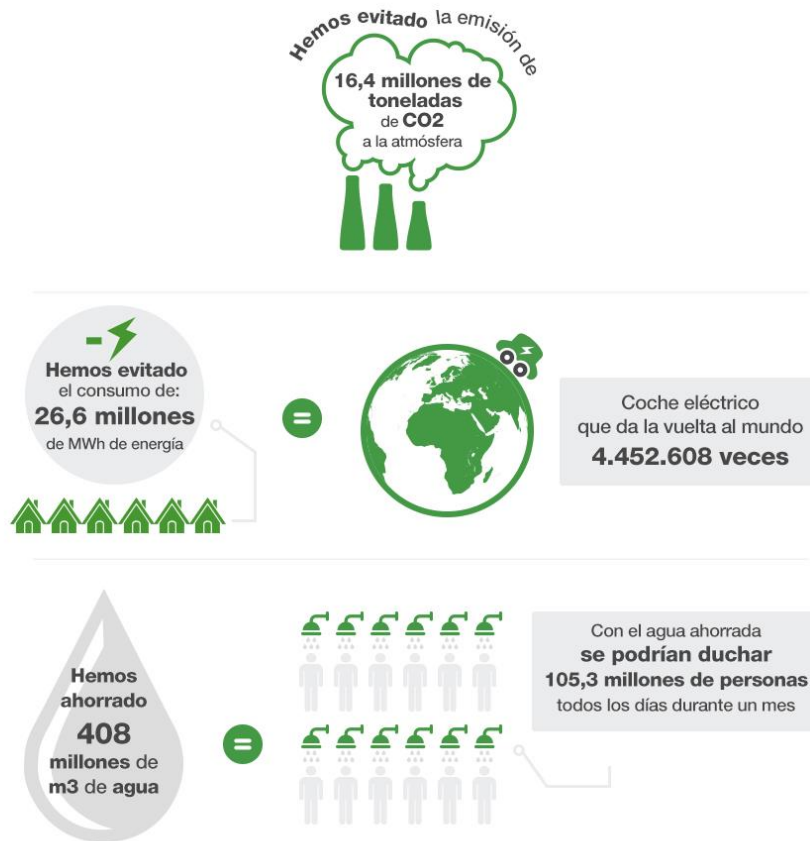 Hemos evitado la emisión de
16,4 millones de
toneladas
de CO2
a la atmósfera
Hemos evitado
el consumo de:
26,6 millones
de MWh de energía
=
Coche eléctrico
que da la vuelta al mundo
4.452.608 veces
Hemos
ahorrado
408
millones de
m3 de agua
=
Con el agua ahorrada
se podrían duchar
105,3 millones de personas
todos los días durante un mes